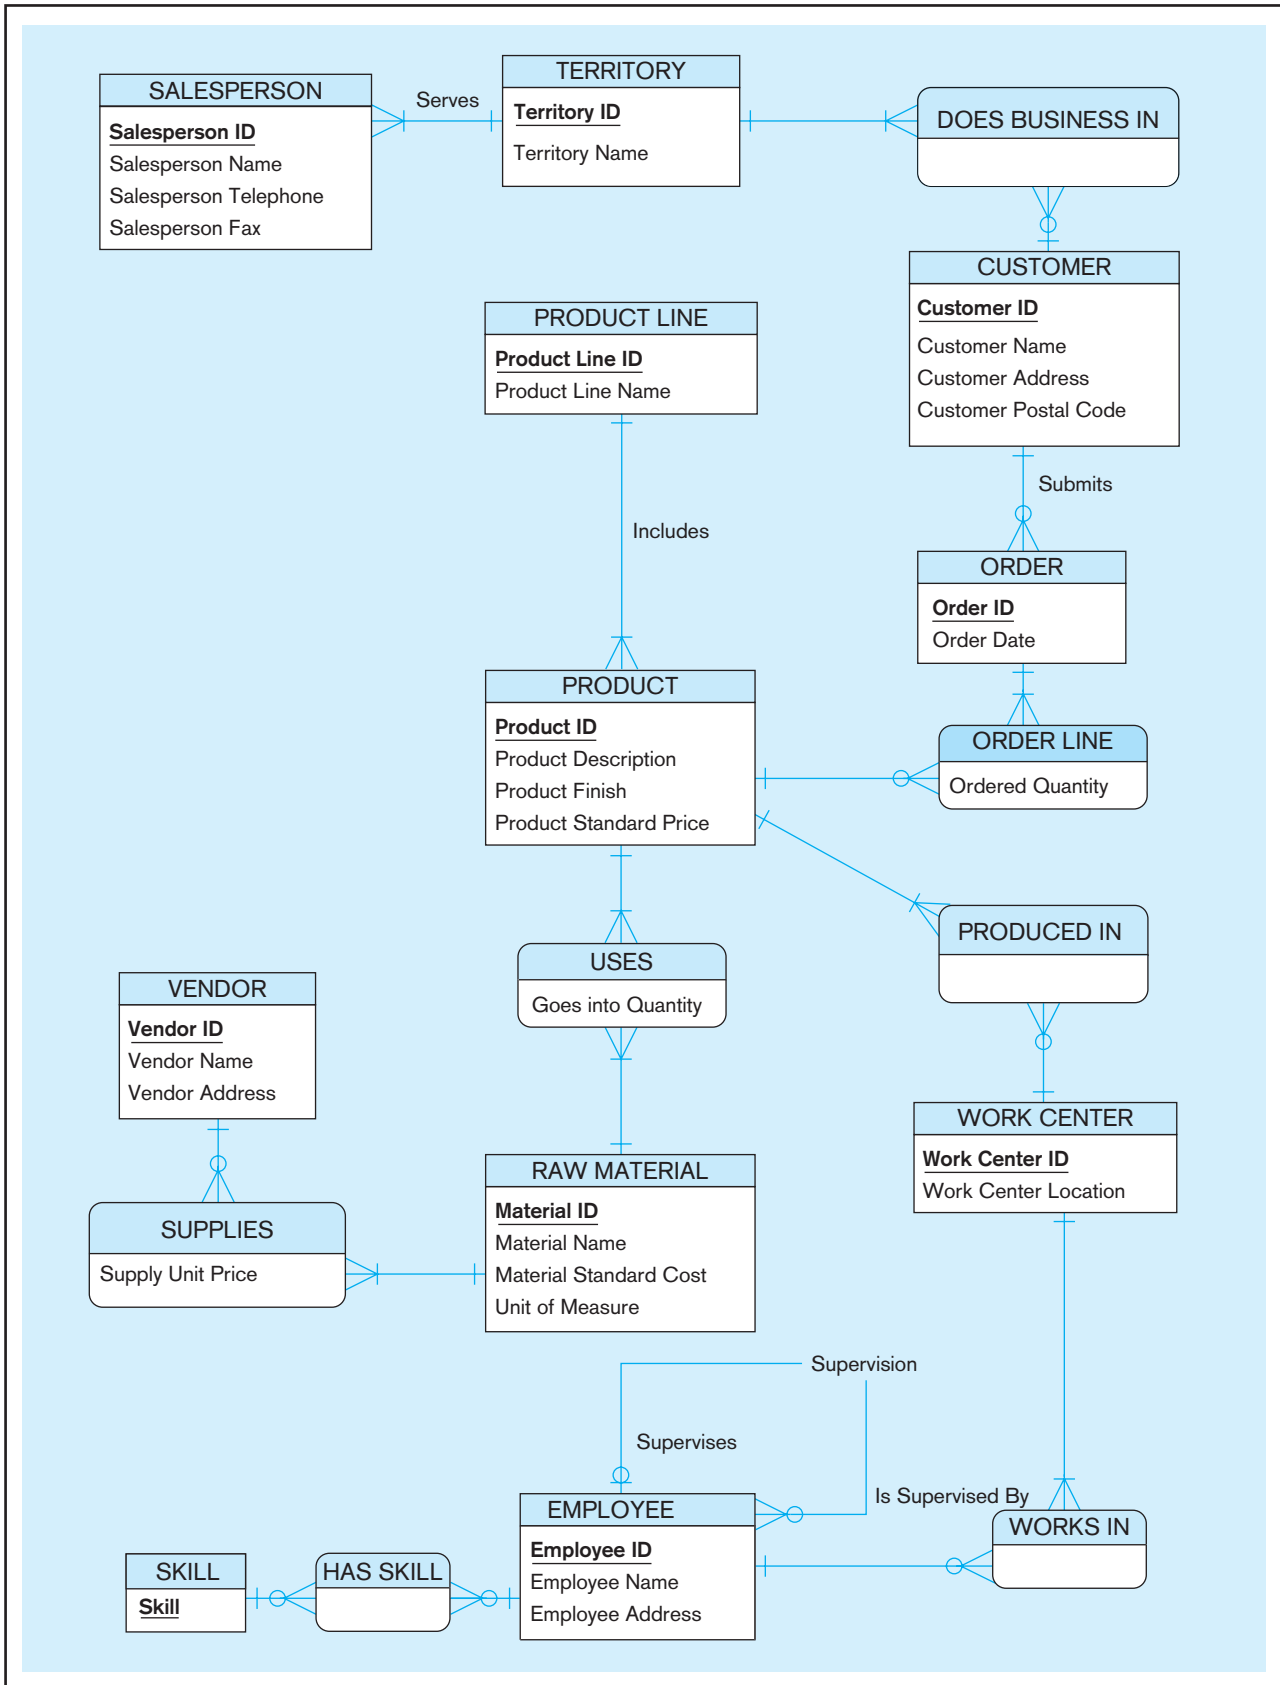 SALESPERSON
Salesperson ID
Salesperson Name
Salesperson Telephone
Salesperson Fax
Serves
TERRITORY
Territory ID
Territory Name
DOES BUSINESS IN
CUSTOMER
Customer ID
Customer Name
Customer Address
Customer Postal Code
PRODUCT LINE
Product Line ID
Product Line Name
Submits
Includes
ORDER
Order ID
Order Date
PRODUCT
Product ID
Product Description
Product Finish
Product Standard Price
ORDER LINE
Ordered Quantity
PRODUCED IN
USES
Goes into Quantity
VENDOR
Vendor ID
Vendor Name
Vendor Address
WORK CENTER
Work Center ID
Work Center Location
RAW MATERIAL
Material ID
Material Name
Material Standard Cost
Unit of Measure
SUPPLIES
Supply Unit Price
Supervision
Supervises
Is Supervised By
EMPLOYEE
Employee ID
Employee Name
Employee Address
WORKS IN
SKILL
Skill
HAS SKILL